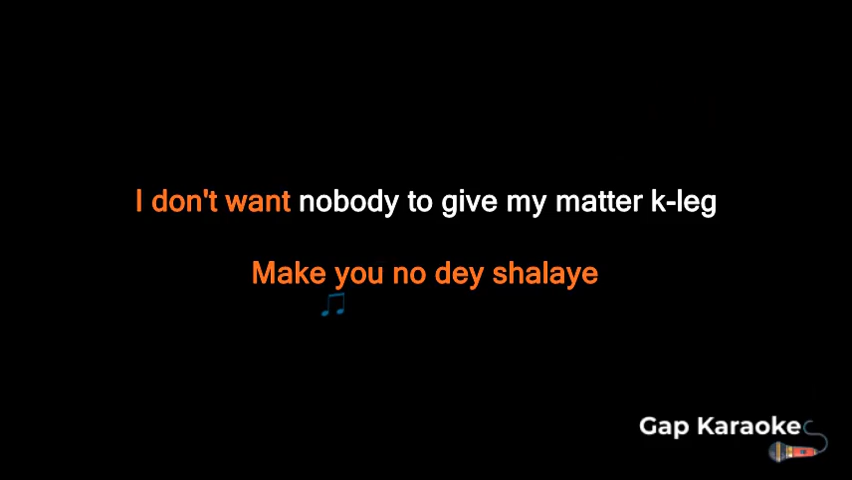 I don't want nobody to give my matter k-leg
Make you no dey shalaye
Gap Karaoke